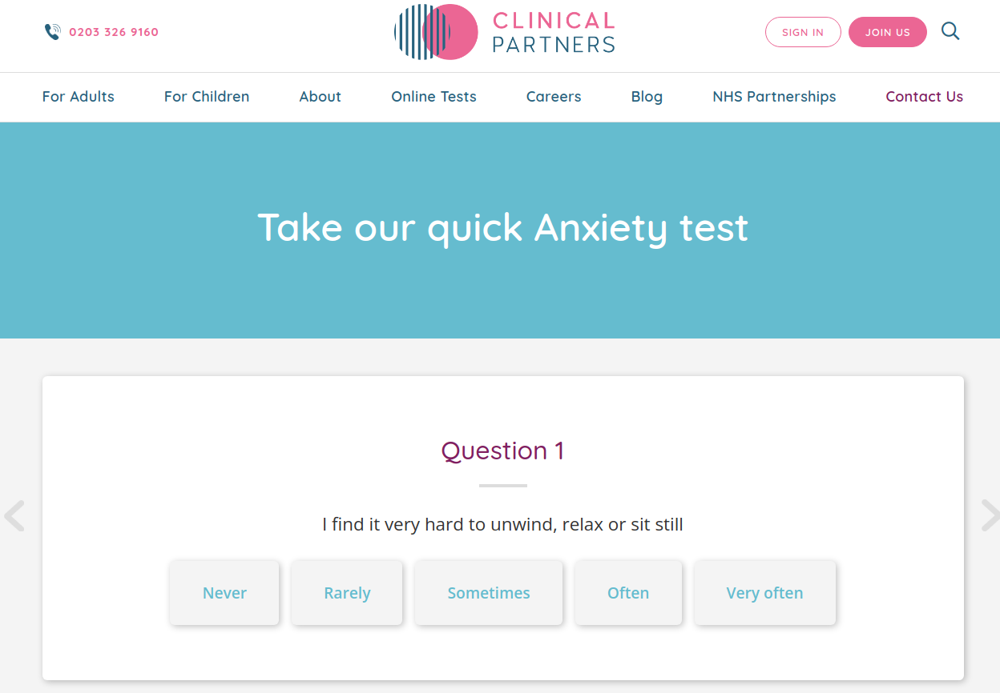 0203 326 9160
CLINICAL
PARTNERS
SIGN IN
JOIN US
For Adults
For Children
About
Online Tests
Careers
Blog
NHS Partnerships
Contact Us
Take our quick Anxiety test
Question 1
I find it very hard to unwind, relax or sit still
Never
Rarely
Sometimes
Often
Very often